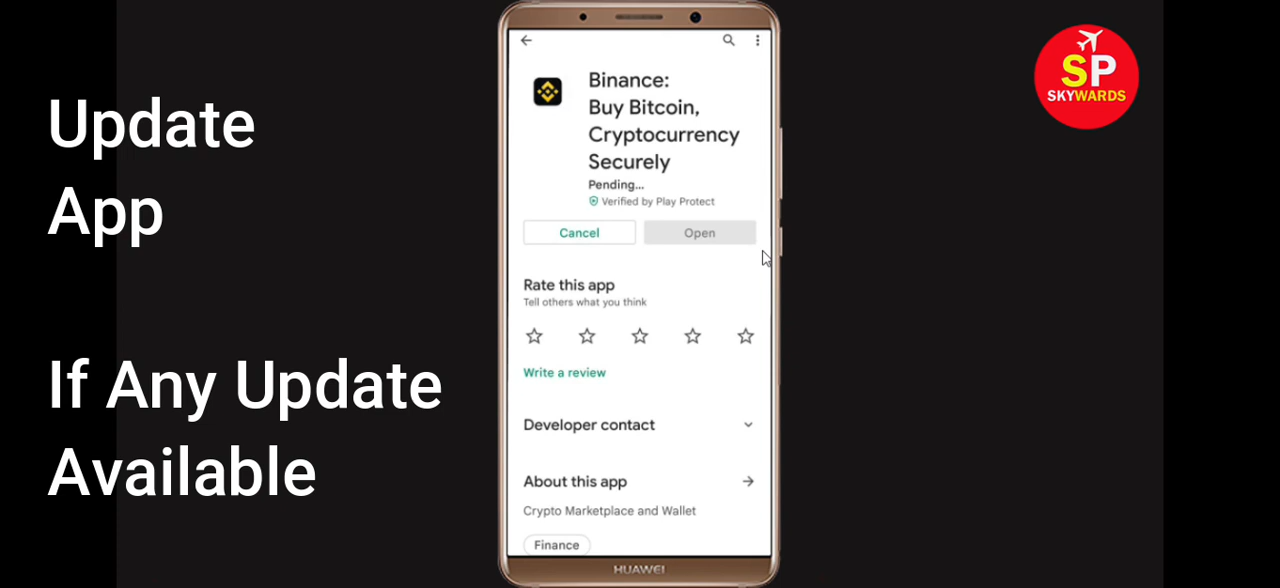 Update
App
If Any Update
Available
Binance:
Buy Bitcoin,
Cryptocurrency
Securely
Pending...
Verified by Play Protect
Cancel
Open
Rate this app
Tell others what you think
Write a review
Developer contact
About this app
Crypto Marketplace and Wallet
Finance
HUAWEI
SP
SKYWARDS